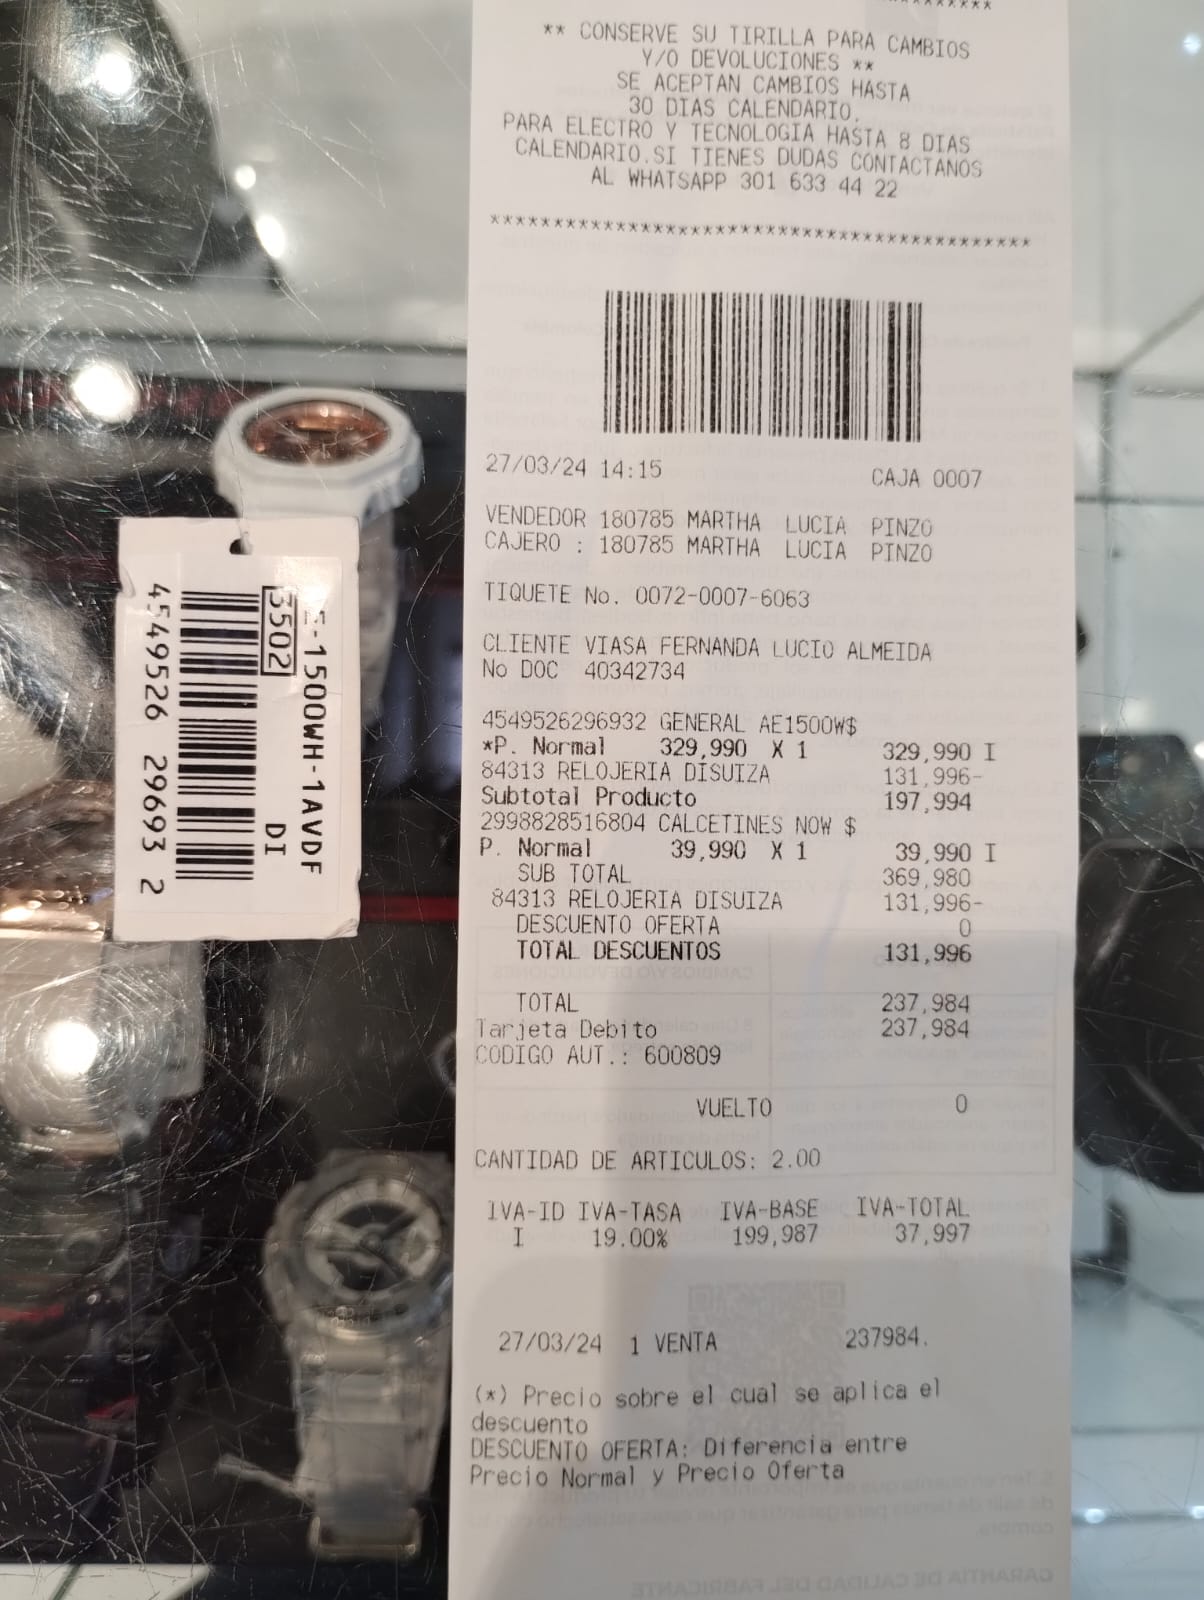 ** CONSERVE SU TIRILLA PARA CAMBIOS
Y/O DEVOLUCIONES **
SE ACEPTAN CAMBIOS HASTA
30 DIAS CALENDARIO.
PARA ELECTRO Y TECNOLOGIA HASTA 8 DIAS
CALENDARIO.SI TIENES DUDAS CONTACTANOS
AL WHATSAPP 301 633 44 22
*******************************************
27/03/24 14:15 CAJA 0007
VENDEDOR 180785 MARTHA LUCIA PINZO
CAJERO : 180785 MARTHA LUCIA PINZO
TIQUETE No. 0072-0007-6063
CLIENTE VIASA FERNANDA LUCIO ALMEIDA
No DOC 40342734
4549526296932 GENERAL AE1500W$
*P. Normal 329,990 X 1 329,990 I
84313 RELOJERIA DISUIZA 131,996-
Subtotal Producto 197,994
2998828516804 CALCETINES NOW $
P. Normal 39,990 X 1 39,990 I
SUB TOTAL 369,980
84313 RELOJERIA DISUIZA 131,996-
DESCUENTO OFERTA 0
TOTAL DESCUENTOS 131,996
TOTAL 237,984
Tarjeta Debito 237,984
CODIGO AUT.: 600809
VUELTO 0
CANTIDAD DE ARTICULOS: 2.00
IVA-ID IVA-TASA IVA-BASE IVA-TOTAL
I 19.00% 199,987 37,997
27/03/24 1 VENTA 237984.
(*) Precio sobre el cual se aplica el
descuento
DESCUENTO OFERTA: Diferencia entre
Precio Normal y Precio Oferta
E-1500WH-1AVDF
3502 DI
4549526 29693 2